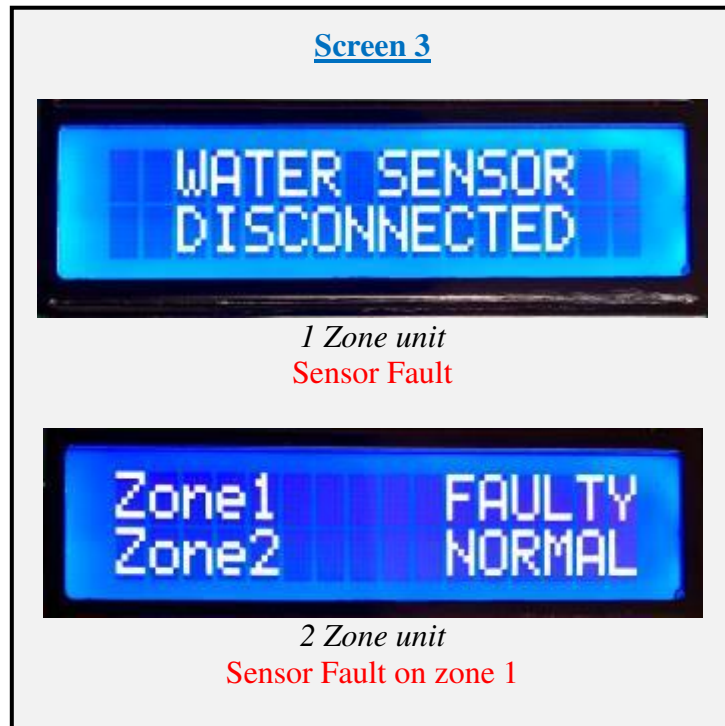 Screen 3
WATER SENSOR
DISCONNECTED
1 Zone unit
Sensor Fault
Zone1 FAULTY
Zone2 NORMAL
2 Zone unit
Sensor Fault on zone 1